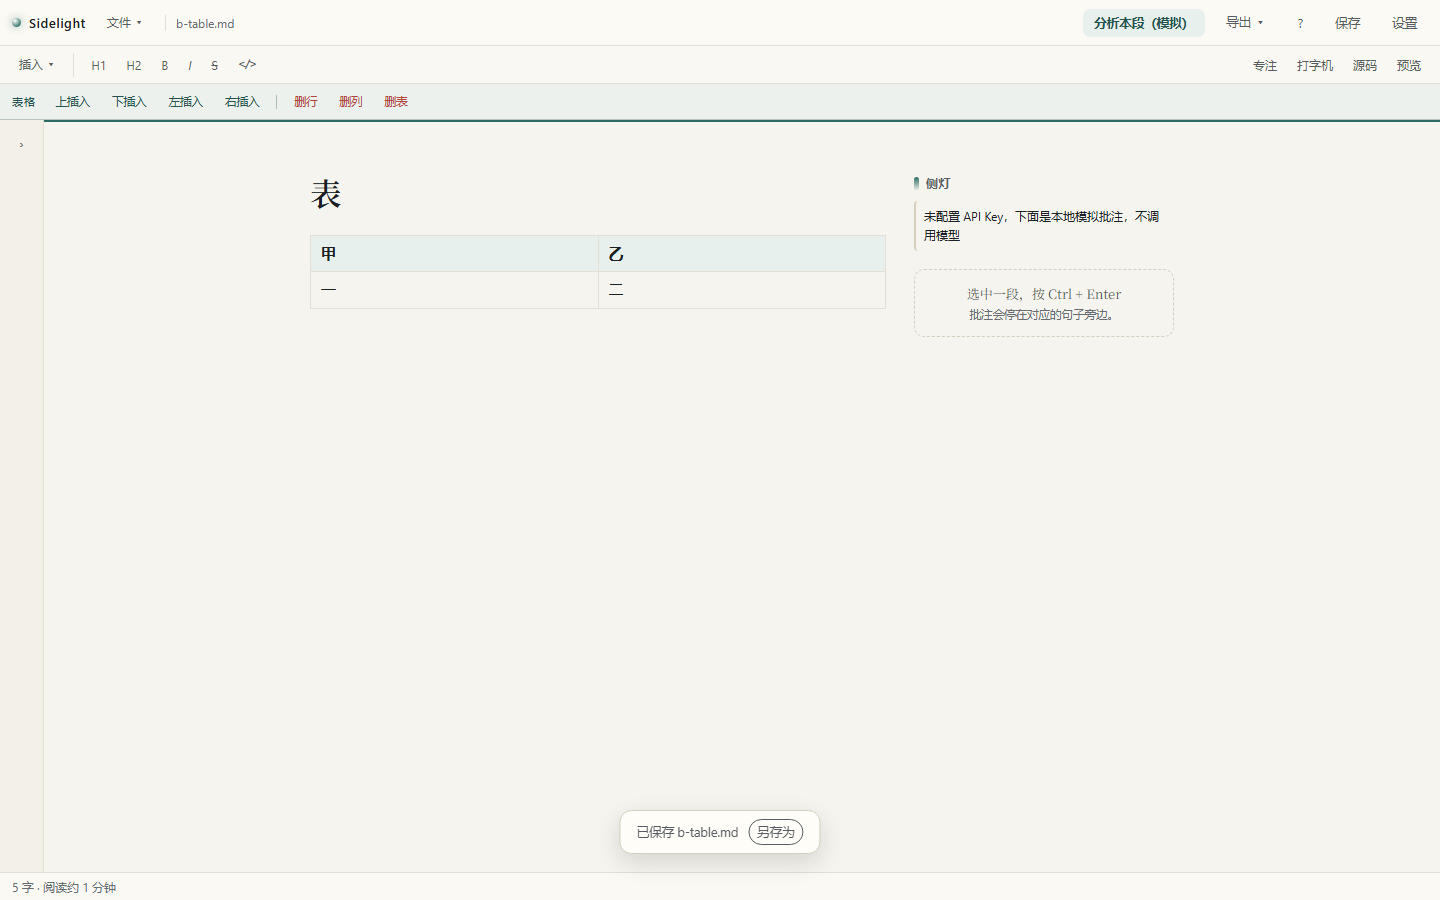 Sidelight 文件 ▾ b-table.md 分析本段（模拟） 导出 ▾ ? 保存 设置
插入 ▾ H1 H2 B I S </> 专注 打字机 源码 预览
表格 上插入 下插入 左插入 右插入 删行 删列 删表
›
表
甲 乙
一 二
侧灯
未配置 API Key，下面是本地模拟批注，不调
用模型
选中一段，按 Ctrl + Enter
批注会停在对应的句子旁边。
已保存 b-table.md 另存为
5 字 · 阅读约 1 分钟